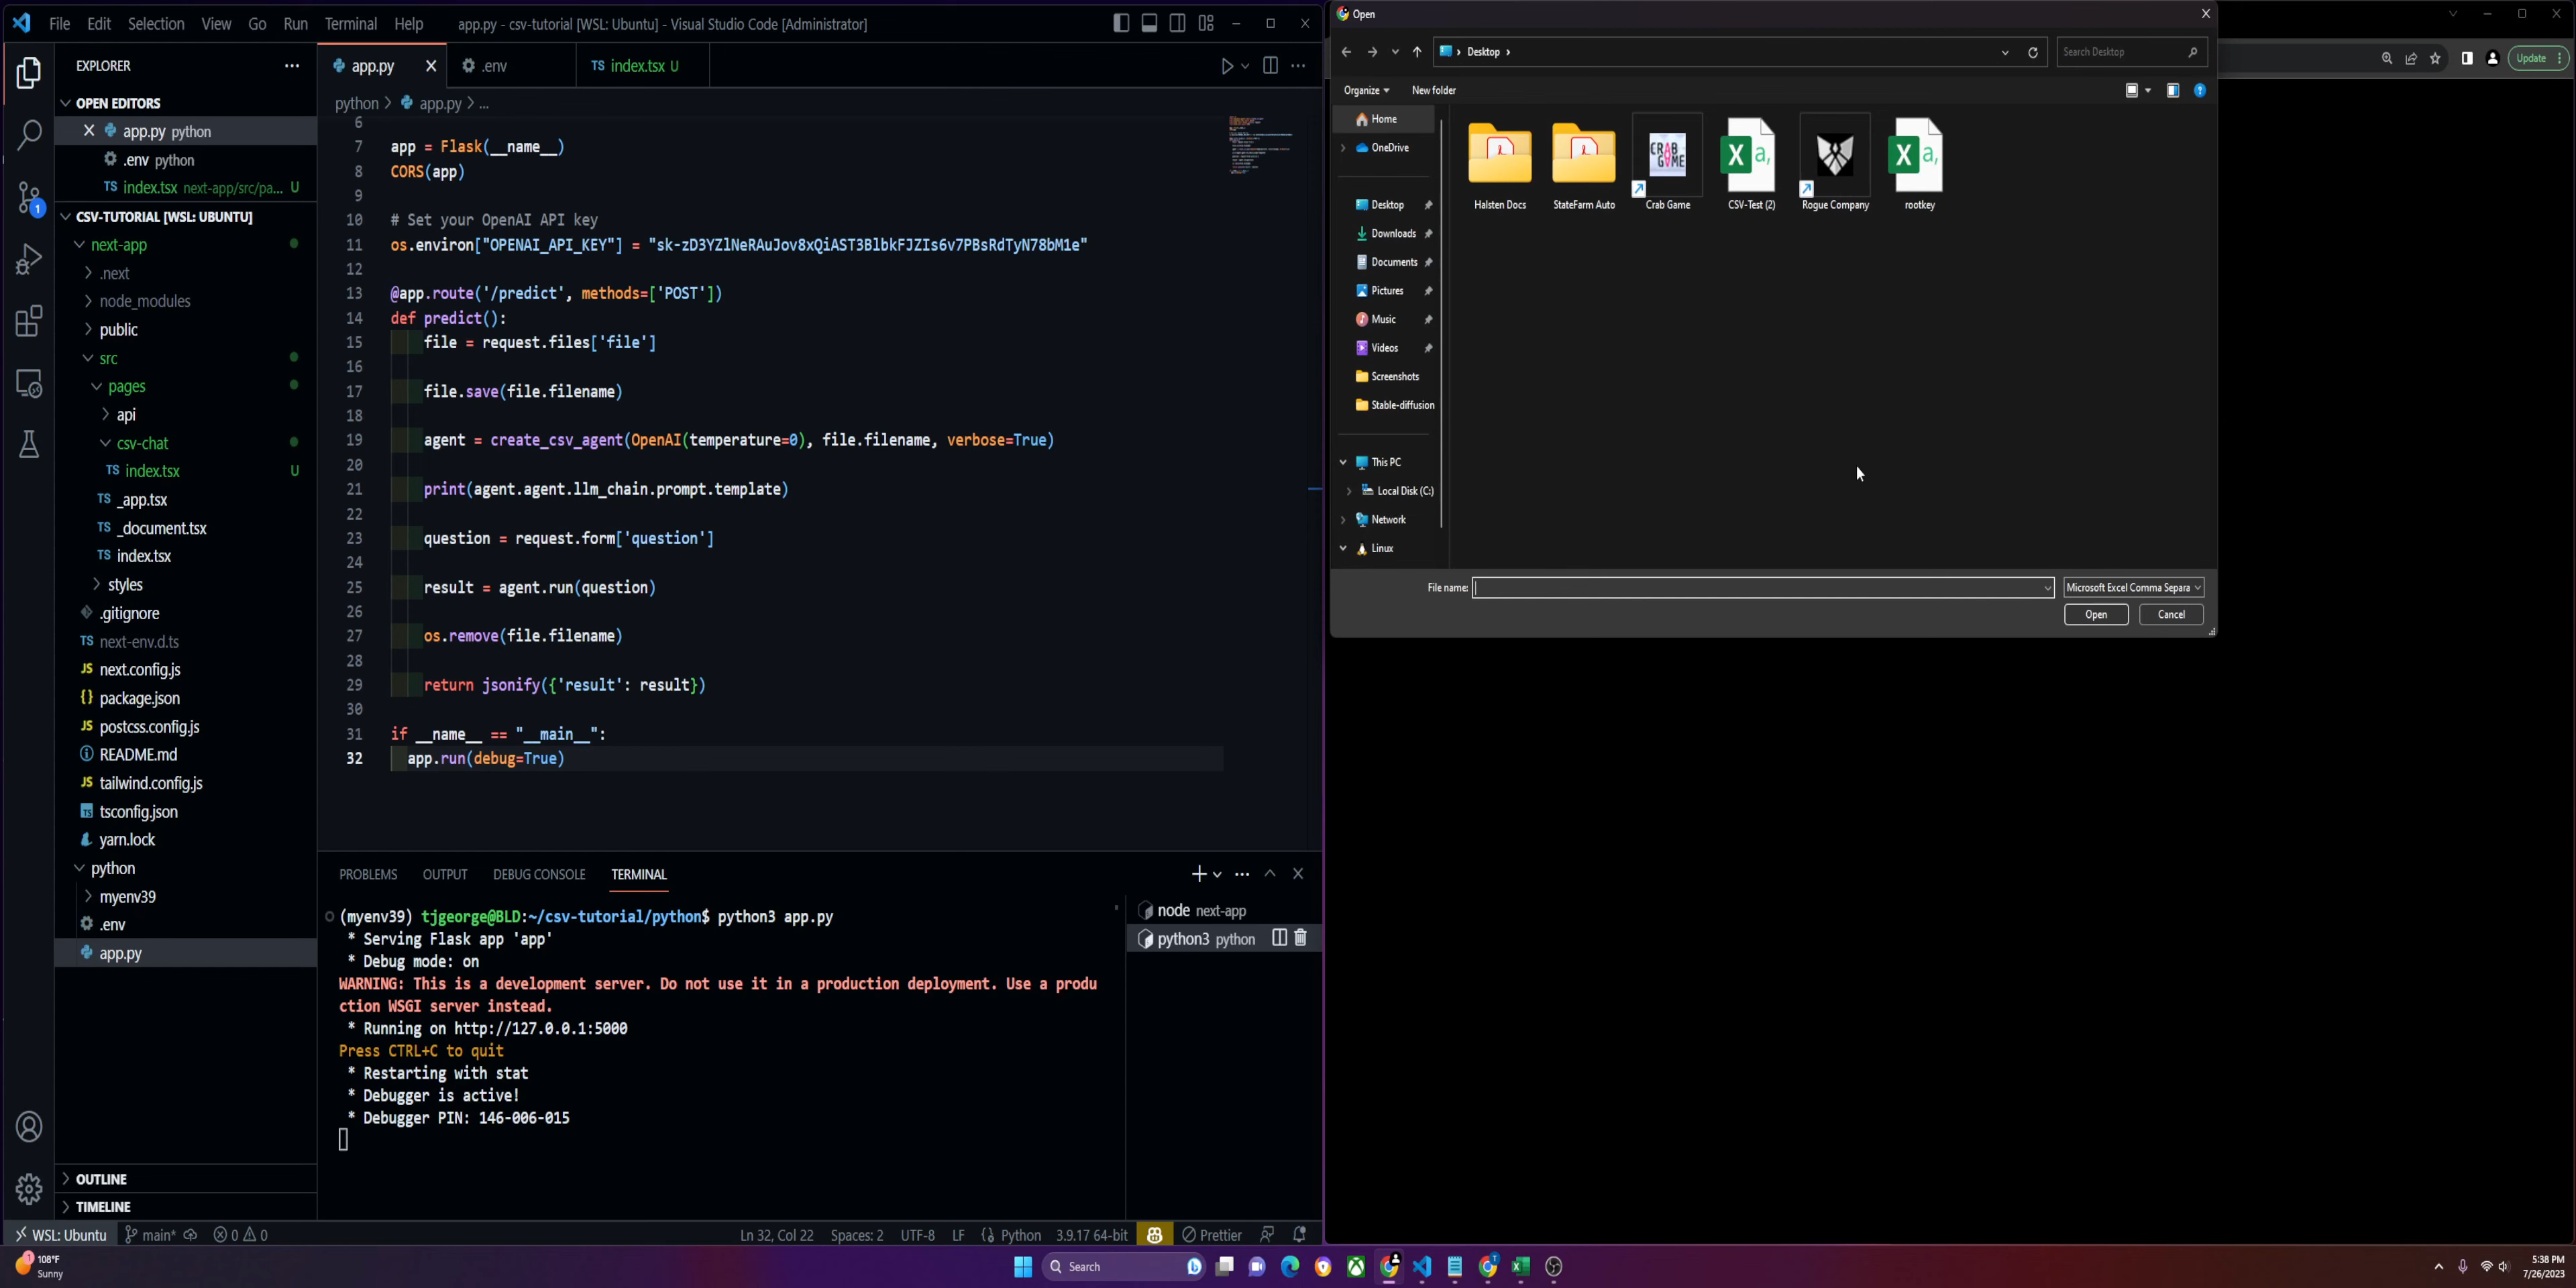 File Edit Selection View Go Run Terminal Help
app.py - csv-tutorial [WSL: Ubuntu] - Visual Studio Code [Administrator]
EXPLORER
OPEN EDITORS
app.py python
.env python
TS index.tsx next-app/src/pa... U
CSV-TUTORIAL [WSL: UBUNTU]
next-app
.next
node_modules
public
src
pages
api
csv-chat
TS index.tsx U
TS _app.tsx
TS _document.tsx
TS index.tsx
styles
.gitignore
TS next-env.d.ts
JS next.config.js
{} package.json
JS postcss.config.js
README.md
JS tailwind.config.js
tsconfig.json
yarn.lock
python
myenv39
.env
app.py
OUTLINE
TIMELINE
app.py
.env
TS index.tsx U
python > app.py > ...
6
7 app = Flask(__name__)
8 CORS(app)
9
10 # Set your OpenAI API key
11 os.environ["OPENAI_API_KEY"] = "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"
12
13 @app.route('/predict', methods=['POST'])
14 def predict():
15 file = request.files['file']
16
17 file.save(file.filename)
18
19 agent = create_csv_agent(OpenAI(temperature=0), file.filename, verbose=True)
20
21 print(agent.agent.llm_chain.prompt.template)
22
23 question = request.form['question']
24
25 result = agent.run(question)
26
27 os.remove(file.filename)
28
29 return jsonify({'result': result})
30
31 if __name__ == "__main__":
32 app.run(debug=True)
PROBLEMS OUTPUT DEBUG CONSOLE TERMINAL
(myenv39) tjgeorge@BLD:~/csv-tutorial/python$ python3 app.py
* Serving Flask app 'app'
* Debug mode: on
WARNING: This is a development server. Do not use it in a production deployment. Use a produ
ction WSGI server instead.
* Running on http://127.0.0.1:5000
Press CTRL+C to quit
* Restarting with stat
* Debugger is active!
* Debugger PIN: 146-006-015
node next-app
python3 python
WSL: Ubuntu main* 0 0
Ln 32, Col 22 Spaces: 2 UTF-8 LF Python 3.9.17 64-bit Prettier
Open
Desktop
Search Desktop
Organize New folder
Home
OneDrive
Desktop
Downloads
Documents
Pictures
Music
Videos
Screenshots
Stable-diffusion
This PC
Local Disk (C:)
Network
Linux
CRAB GAME
Halsten Docs
StateFarm Auto
Crab Game
CSV-Test (2)
Rogue Company
rootkey
File name:
Microsoft Excel Comma Separa
Open Cancel
Update
108°F
Sunny
Search
5:38 PM
7/26/2023